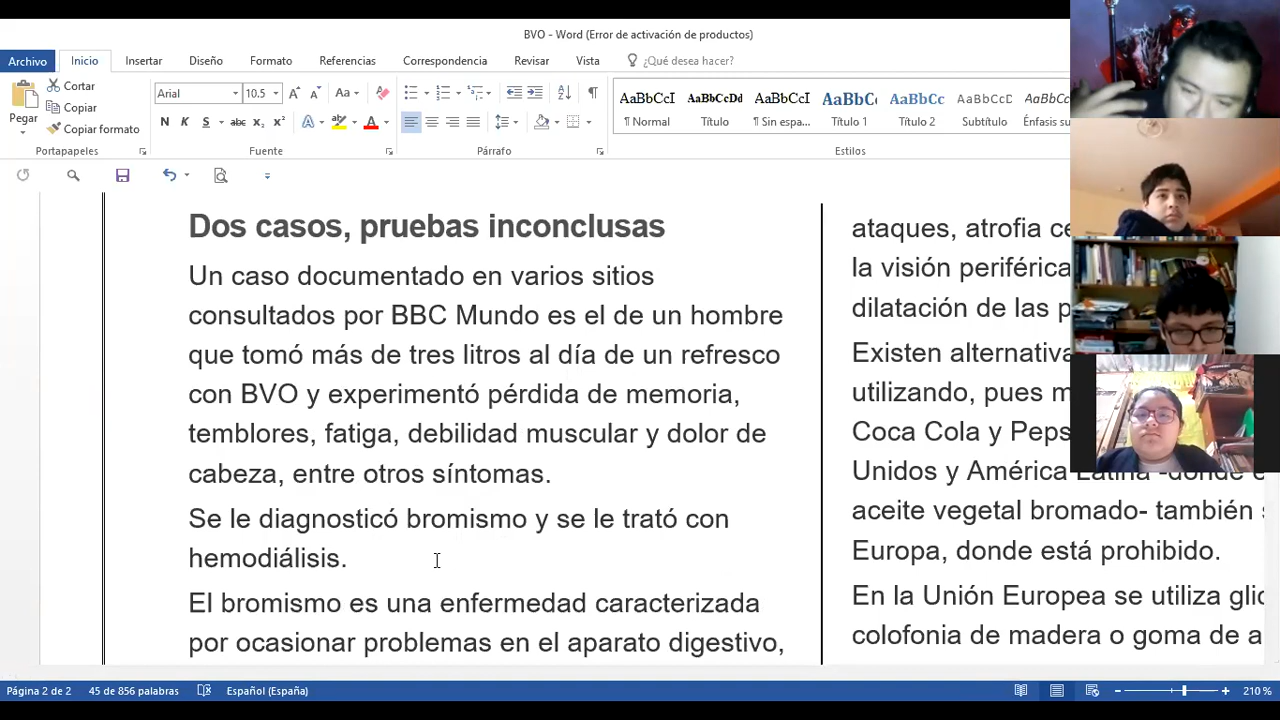 BVO - Word (Error de activación de productos)
Archivo Inicio Insertar Diseño Formato Referencias Correspondencia Revisar Vista ¿Qué desea hacer?
Pegar
Cortar
Copiar
Copiar formato
Portapapeles
Arial 10.5
N K S abc x₂ x²
Fuente
Párrafo
AaBbCcI AaBbCcDd AaBbCcI AaBbC AaBbCc AaBbCcD AaBbCcI
¶ Normal Título ¶ Sin espa... Título 1 Título 2 Subtítulo Énfasis su
Estilos
Dos casos, pruebas inconclusas
Un caso documentado en varios sitios
consultados por BBC Mundo es el de un hombre
que tomó más de tres litros al día de un refresco
con BVO y experimentó pérdida de memoria,
temblores, fatiga, debilidad muscular y dolor de
cabeza, entre otros síntomas.
Se le diagnosticó bromismo y se le trató con
hemodiálisis.
El bromismo es una enfermedad caracterizada
por ocasionar problemas en el aparato digestivo,
ataques, atrofia
la visión periférica
dilatación de las
Existen
utilizando, pues
Coca Cola y
Unidos y América Latina -donde
aceite vegetal bromado- también
Europa, donde está prohibido.
En la Unión Europea se utiliza
colofonia de madera o goma de
Página 2 de 2 45 de 856 palabras Español (España) 210 %